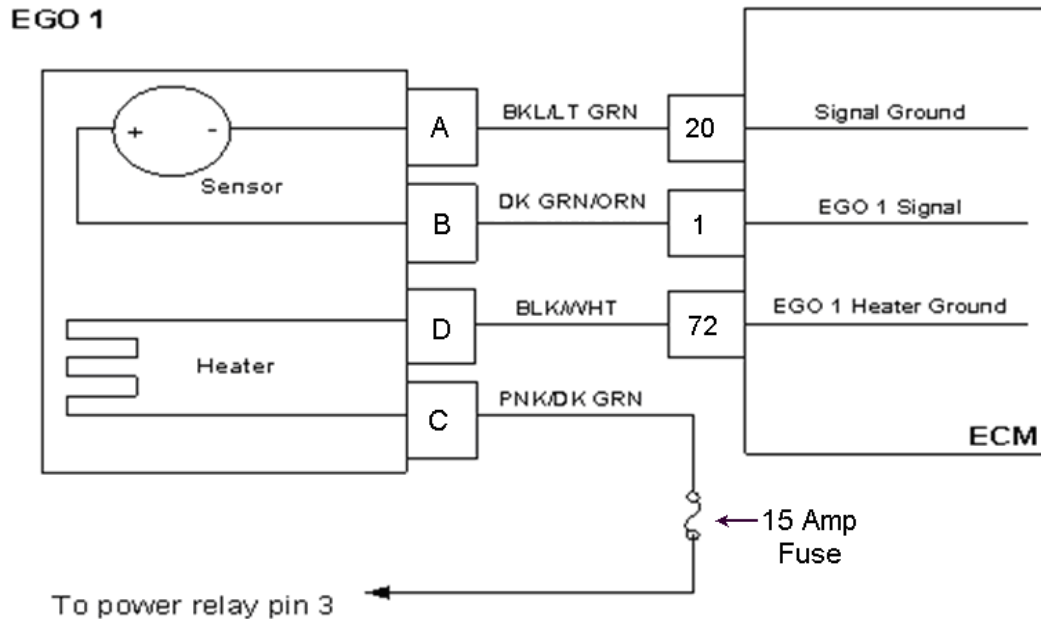 EGO 1
+ -
Sensor
A
BKL/LT GRN
20
Signal Ground
B
DK GRN/ORN
1
EGO 1 Signal
D
BLK/WHT
72
EGO 1 Heater Ground
Heater
C
PNK/DK GRN
ECM
15 Amp
Fuse
To power relay pin 3